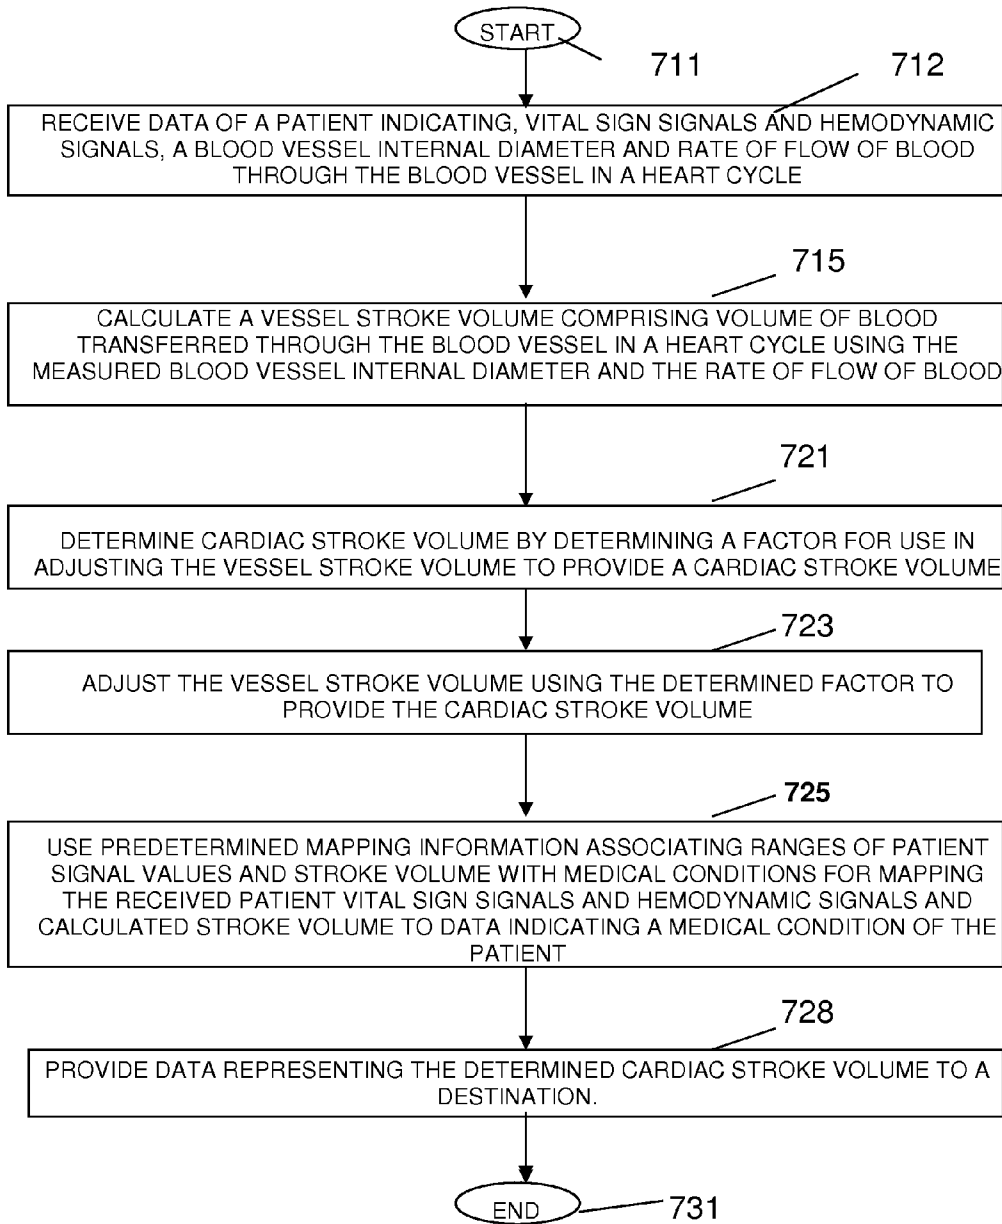 START
711
712
RECEIVE DATA OF A PATIENT INDICATING, VITAL SIGN SIGNALS AND HEMODYNAMIC
SIGNALS, A BLOOD VESSEL INTERNAL DIAMETER AND RATE OF FLOW OF BLOOD
THROUGH THE BLOOD VESSEL IN A HEART CYCLE
715
CALCULATE A VESSEL STROKE VOLUME COMPRISING VOLUME OF BLOOD
TRANSFERRED THROUGH THE BLOOD VESSEL IN A HEART CYCLE USING THE
MEASURED BLOOD VESSEL INTERNAL DIAMETER AND THE RATE OF FLOW OF BLOOD
721
DETERMINE CARDIAC STROKE VOLUME BY DETERMINING A FACTOR FOR USE IN
ADJUSTING THE VESSEL STROKE VOLUME TO PROVIDE A CARDIAC STROKE VOLUME
723
ADJUST THE VESSEL STROKE VOLUME USING THE DETERMINED FACTOR TO
PROVIDE THE CARDIAC STROKE VOLUME
725
USE PREDETERMINED MAPPING INFORMATION ASSOCIATING RANGES OF PATIENT
SIGNAL VALUES AND STROKE VOLUME WITH MEDICAL CONDITIONS FOR MAPPING
THE RECEIVED PATIENT VITAL SIGN SIGNALS AND HEMODYNAMIC SIGNALS AND
CALCULATED STROKE VOLUME TO DATA INDICATING A MEDICAL CONDITION OF THE
PATIENT
728
PROVIDE DATA REPRESENTING THE DETERMINED CARDIAC STROKE VOLUME TO A
DESTINATION.
END
731